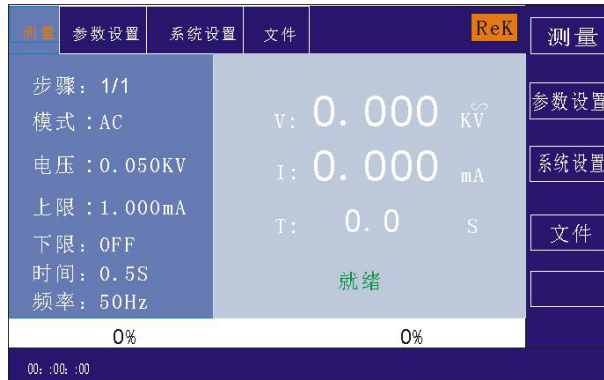 测量 参数设置 系统设置 文件 ReK 测量
步骤: 1/1
模式 :AC
电压 :0.050KV
上限 :1.000mA
下限: OFF
时间: 0.5S
频率: 50Hz
V: 0.000 KV
I: 0.000 mA
T: 0.0 S
就绪
参数设置
系统设置
文件
0% 0%
00: :00: :00